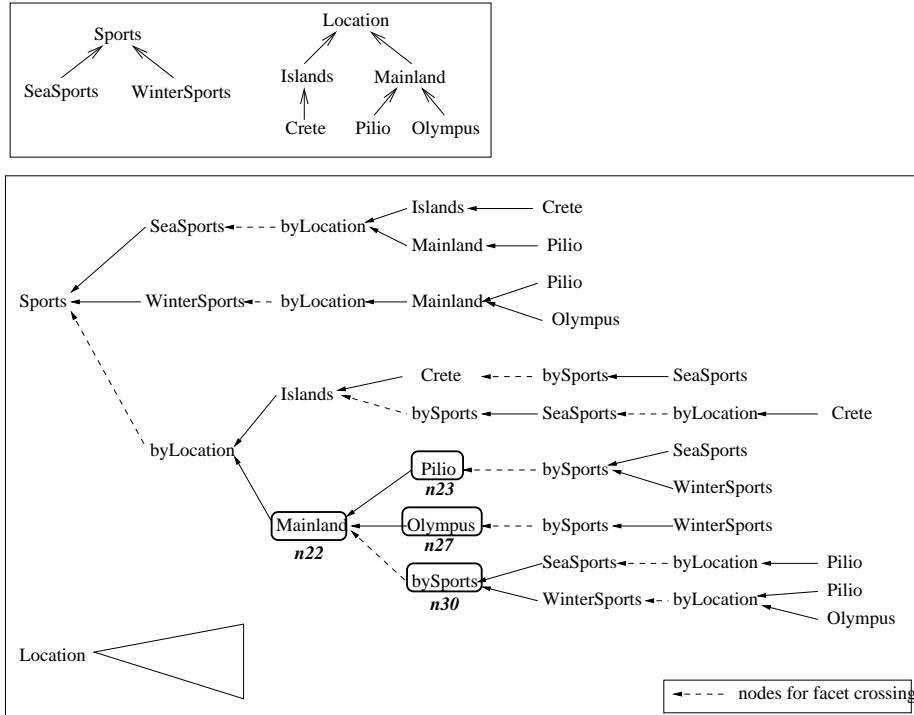 Sports
Location
SeaSports WinterSports
Islands Mainland
Crete Pilio Olympus
Islands Crete
SeaSports byLocation
Mainland Pilio
Pilio
Sports WinterSports byLocation Mainland
Olympus
Crete bySports SeaSports
Islands
bySports SeaSports byLocation Crete
byLocation
SeaSports
Pilio bySports
n23 WinterSports
Mainland Olympus bySports WinterSports
n22 n27
SeaSports byLocation Pilio
bySports
n30 WinterSports byLocation Pilio
Olympus
Location
nodes for facet crossing